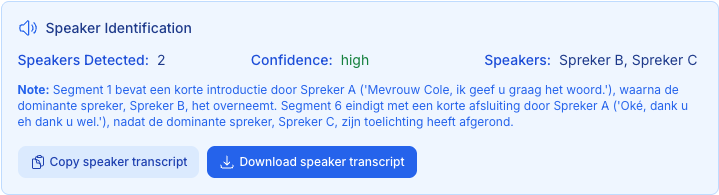 Speaker Identification
Speakers Detected: 2 Confidence: high Speakers: Spreker B, Spreker C
Note: Segment 1 bevat een korte introductie door Spreker A ('Mevrouw Cole, ik geef u graag het woord.'), waarna de
dominante spreker, Spreker B, het overneemt. Segment 6 eindigt met een korte afsluiting door Spreker A ('Oké, dank u
eh dank u wel.'), nadat de dominante spreker, Spreker C, zijn toelichting heeft afgerond.
Copy speaker transcript Download speaker transcript